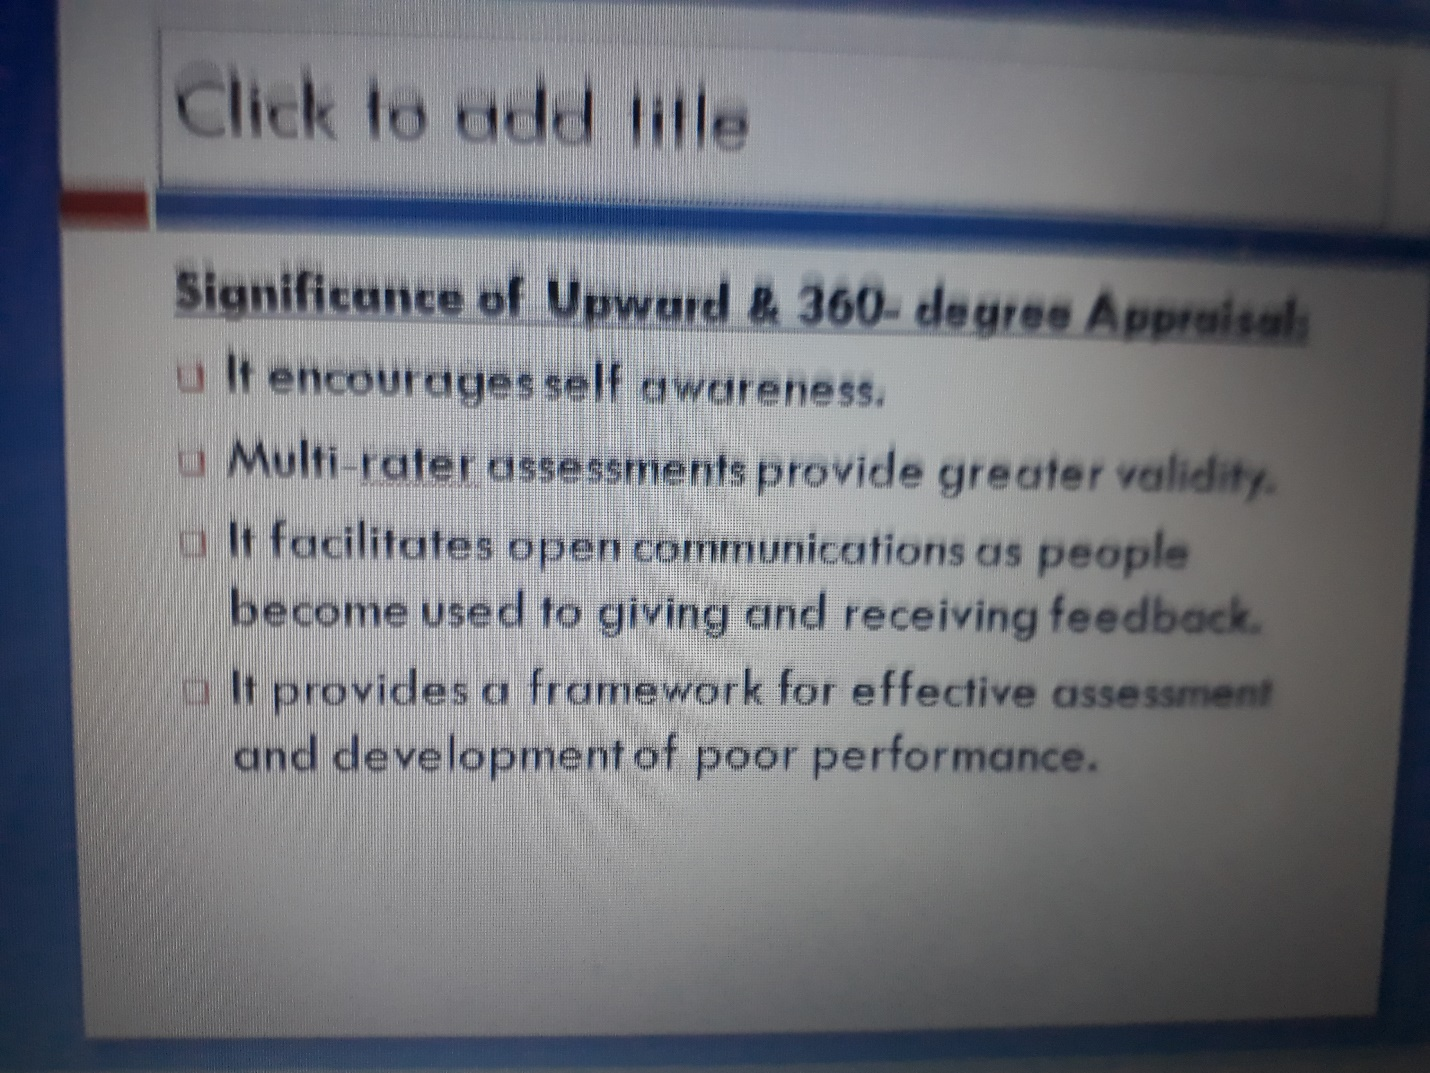 Click to add title
Significance of Upward & 360- degree Appraisal:
It encourages self awareness.
Multi-rater assessments provide greater validity.
It facilitates open communications as people
become used to giving and receiving feedback.
It provides a framework for effective assessment
and development of poor performance.